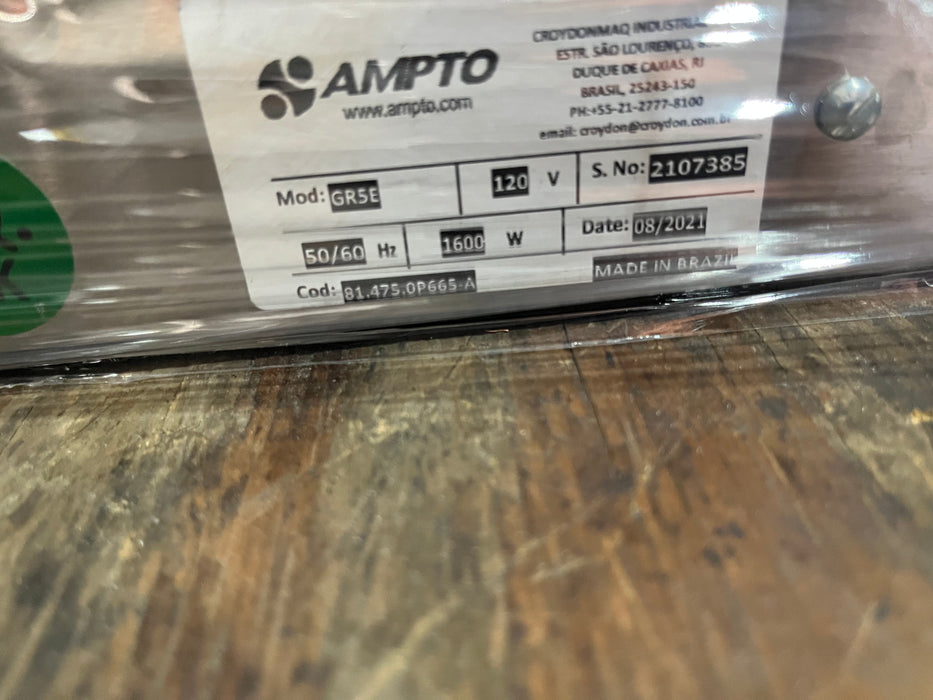 AMPTO
www.ampto.com
CROYDONMAQ INDUSTRIAL
ESTR. SÃO LOURENÇO,
DUQUE DE CAXIAS, RJ
BRASIL, 25243-150
PH:+55-21-2777-8100
email: croydon@croydon.com.br
Mod: GR5E
120 V
S. No: 2107385
50/60 Hz
1600 W
Date: 08/2021
Cod: 81.475.0P665-A
MADE IN BRAZIL